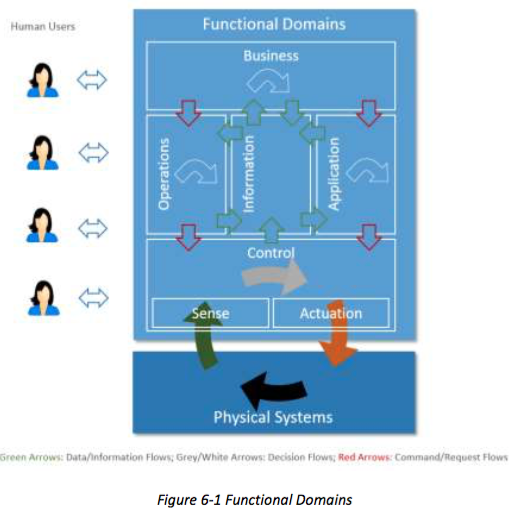 Human Users
Functional Domains
Business
Operations
Information
Application
Control
Sense
Actuation
Physical Systems
Green Arrows: Data/Information Flows; Grey/White Arrows: Decision Flows; Red Arrows: Command/Request Flows
Figure 6-1 Functional Domains